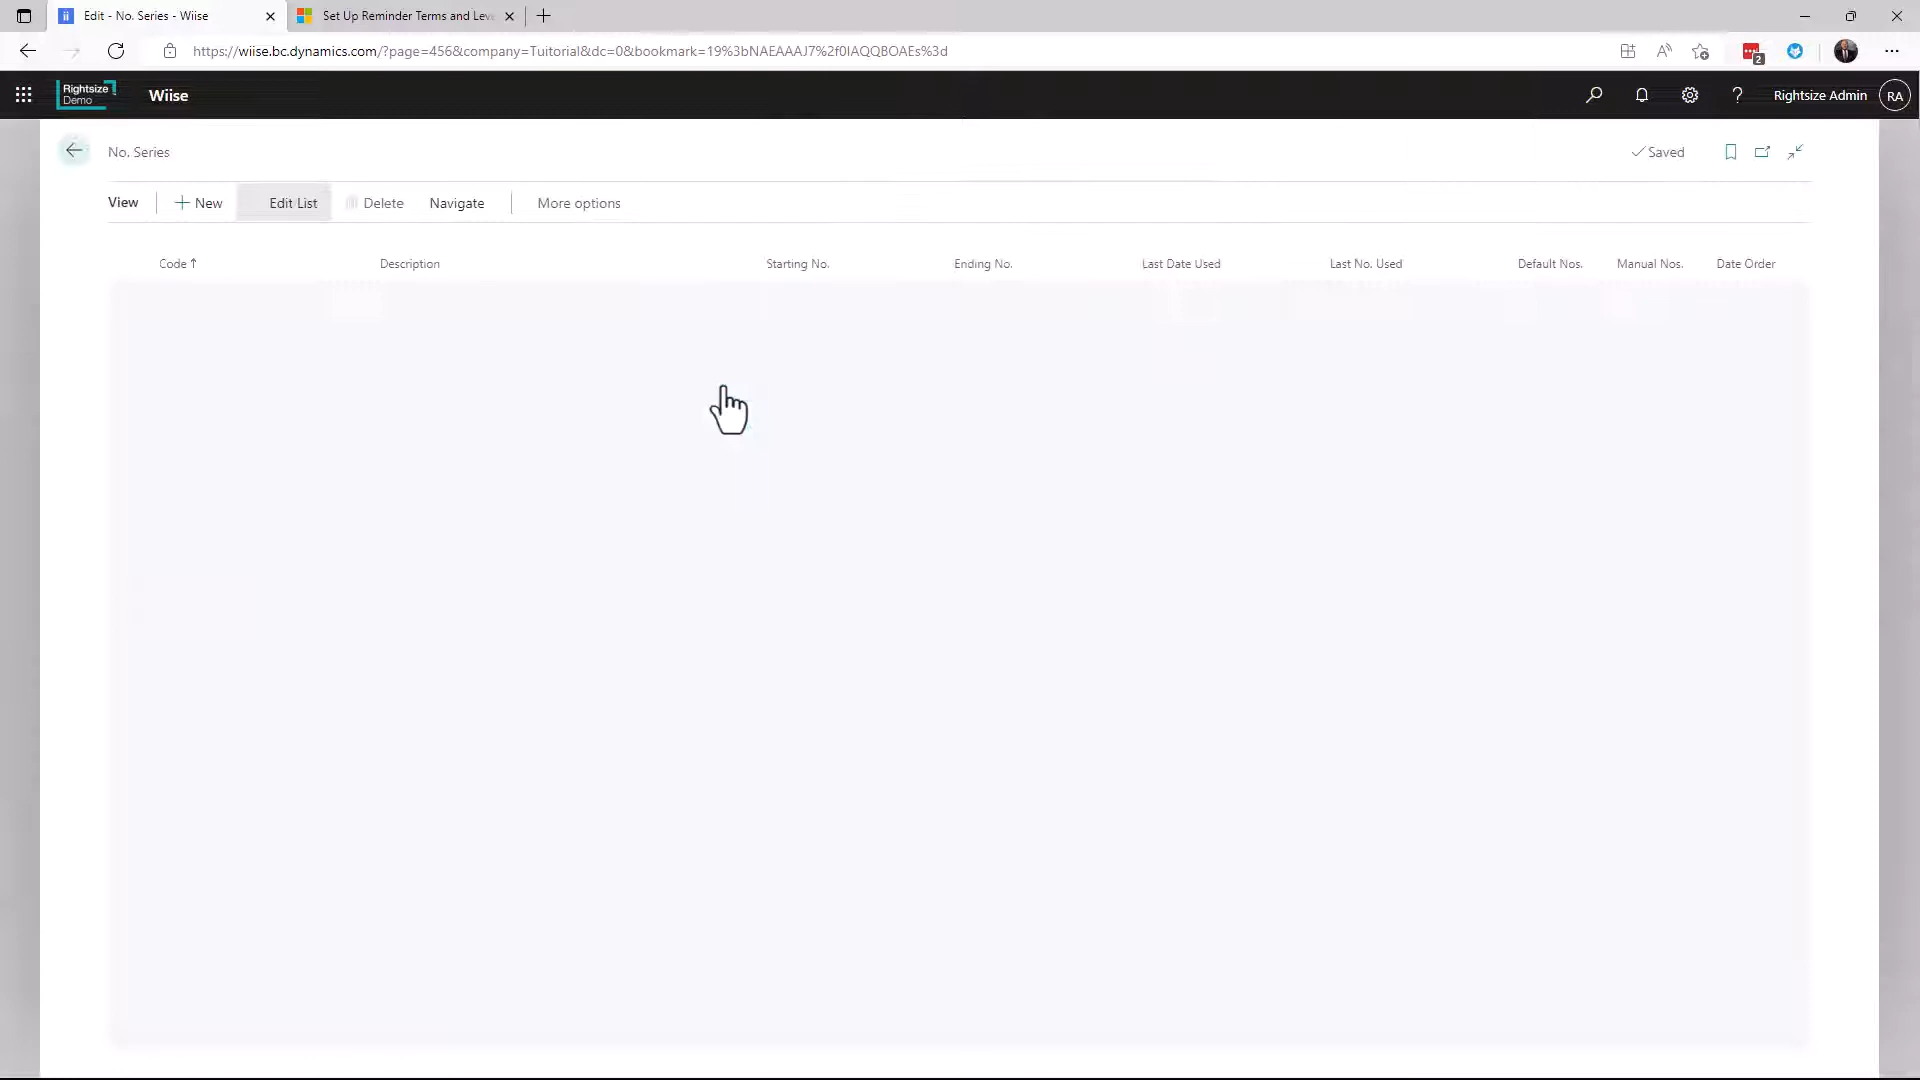 Edit - No. Series - Wiise
Set Up Reminder Terms and Leve
https://wiise.bc.dynamics.com/?page=456&company=Tuitorial&dc=0&bookmark=19%3bNAEAAAJ7%2f0IAQQBOAEs%3d
2
Rightsize
Demo
Wiise
?
Rightsize Admin
RA
No. Series
Saved
View
New
Edit List
Delete
Navigate
More options
Code ↑
Description
Starting No.
Ending No.
Last Date Used
Last No. Used
Default Nos.
Manual Nos.
Date Order